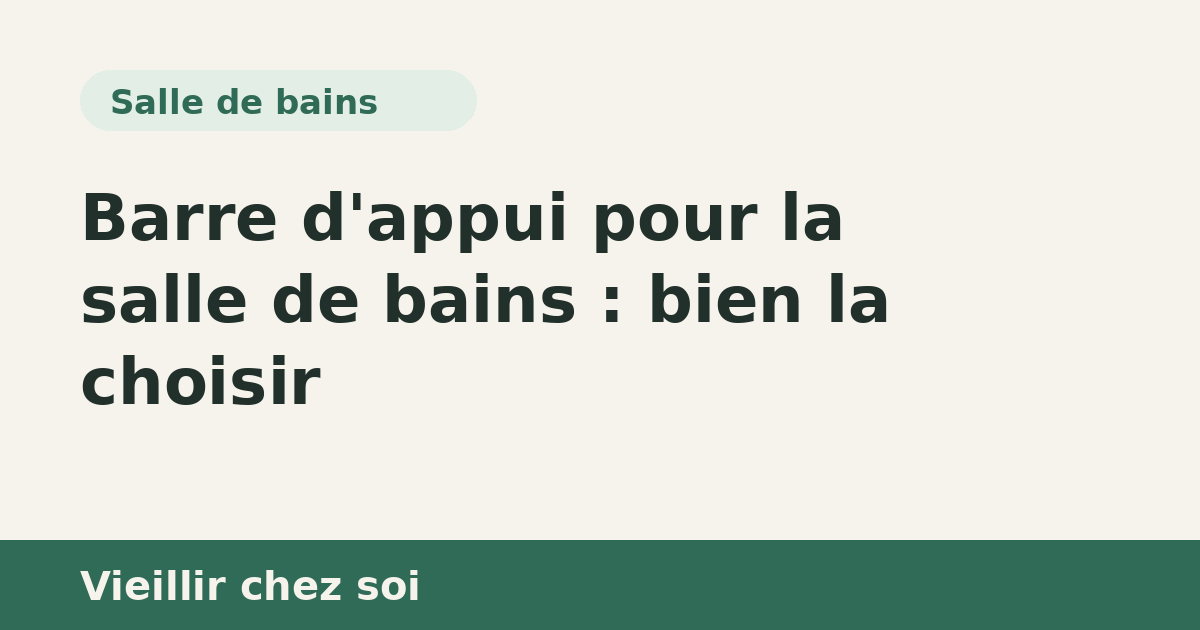 Salle de bains
Barre d'appui pour la
salle de bains : bien la
choisir
Vieillir chez soi